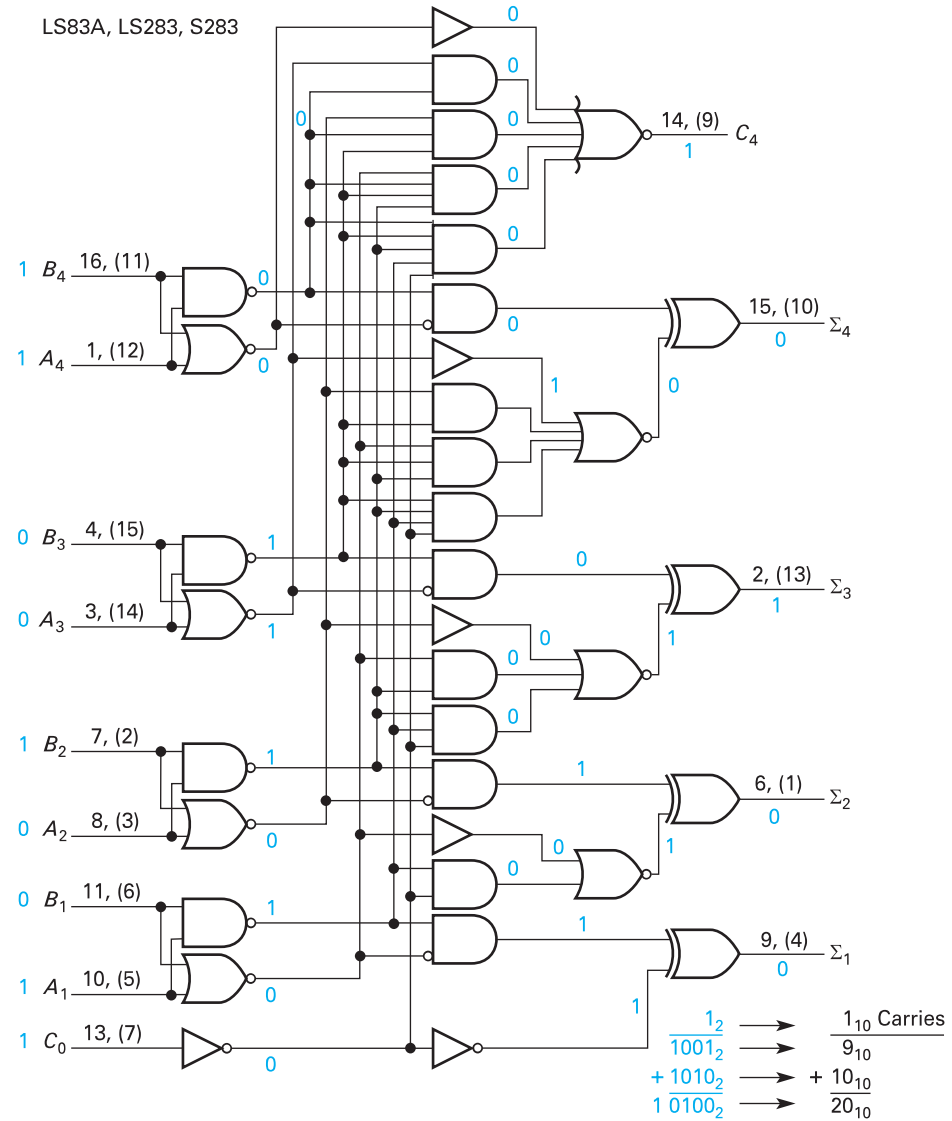 LS83A, LS283, S283
0
0
0
0
14, (9) C4
1
0
0
1 B4 16, (11)
0
15, (10) Σ4
0
0
1 A4 1, (12)
0
1
0
0 B3 4, (15)
1
0
2, (13) Σ3
1
0 A3 3, (14)
1
0
1
0
0
1 B2 7, (2)
1
1
6, (1) Σ2
0
0 A2 8, (3)
0
0
1
0
0 B1 11, (6)
1
1
9, (4) Σ1
0
1 A1 10, (5)
0
1
1 C0 13, (7)
0
1₂ 1₁₀ Carries
1001₂ 9₁₀
+ 1010₂ + 10₁₀
1 0100₂ 20₁₀